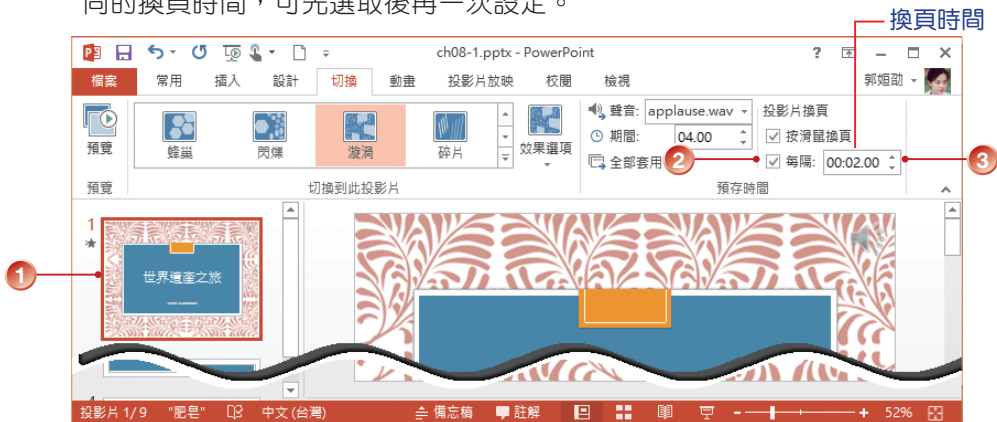 同的換頁時間，可先選取後再一次設定。
換頁時間
ch08-1.pptx - PowerPoint
檔案 常用 插入 設計 切換 動畫 投影片放映 校閱 檢視 郭姮劭
預覽 蜂巢 閃爍 漩渦 碎片 效果選項
聲音: applause.wav 投影片換頁
期間: 04.00 按滑鼠換頁
全部套用 2 每隔: 00:02.00 3
預覽 切換到此投影片 預存時間
1
1 世界遺產之旅
投影片 1/9 "肥皂" 中文 (台灣) 備忘稿 註解 52%